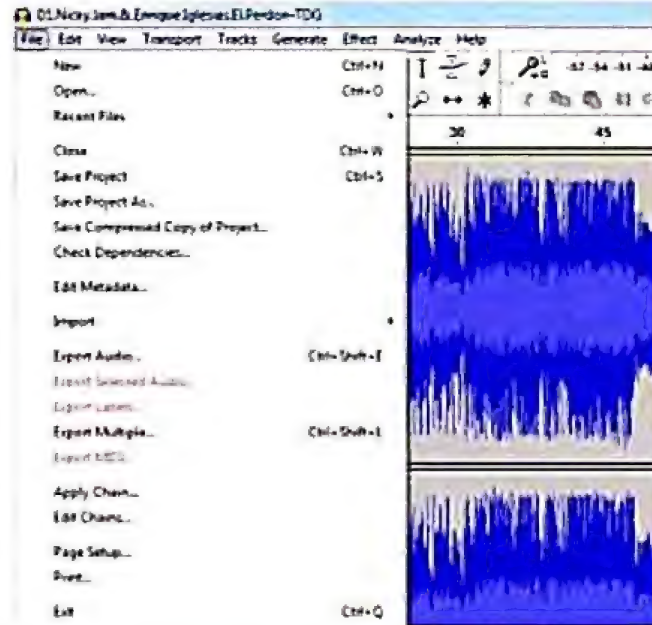 01.Nicky Jam & Enrique Iglesias El Perdon-TDG
File Edit View Transport Tracks Generate Effect Analyze Help
New Ctrl+N
Open... Ctrl+O
Recent Files
30 45
Close Ctrl+W
Save Project Ctrl+S
Save Project As...
Save Compressed Copy of Project...
Check Dependencies...
Edit Metadata...
Import
Export Audio... Ctrl+Shift+E
Export Selected Audio...
Export Labels...
Export Multiple... Ctrl+Shift+L
Export MIDI...
Apply Chain...
Edit Chains...
Page Setup...
Print...
Exit Ctrl+Q